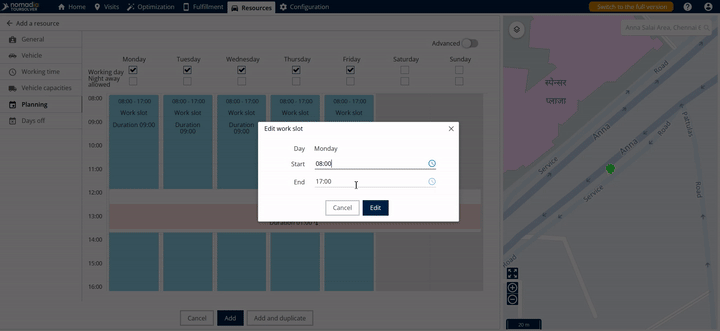 nomadia
TOURSOLVER
Home
Visits
Optimization
Fulfillment
Resources
Configuration
Switch to the full version
Add a resource
General
Vehicle
Working time
Vehicle capacities
Planning
Days off
Advanced
Monday Tuesday Wednesday Thursday Friday Saturday Sunday
Working day
Night away
allowed
08:00 08:00 - 17:00 08:00 - 17:00 08:00 - 17:00 08:00 - 17:00 08:00 - 17:00
Work slot Work slot Work slot Work slot Work slot
09:00 Duration 09:00 Duration Duration 09:00 Duration Duration 09:00
09:00 09:00
10:00
11:00
12:00
13:00
14:00
15:00
16:00
Edit work slot
Day Monday
Start 08:00
End 17:00
Cancel Edit
Cancel Add Add and duplicate
Anna Salai Area, Chennai
स्पेन्सर
प्लाजा
Road
Anna
Service
Patullas
Road
Anna
Service
Road
20 m